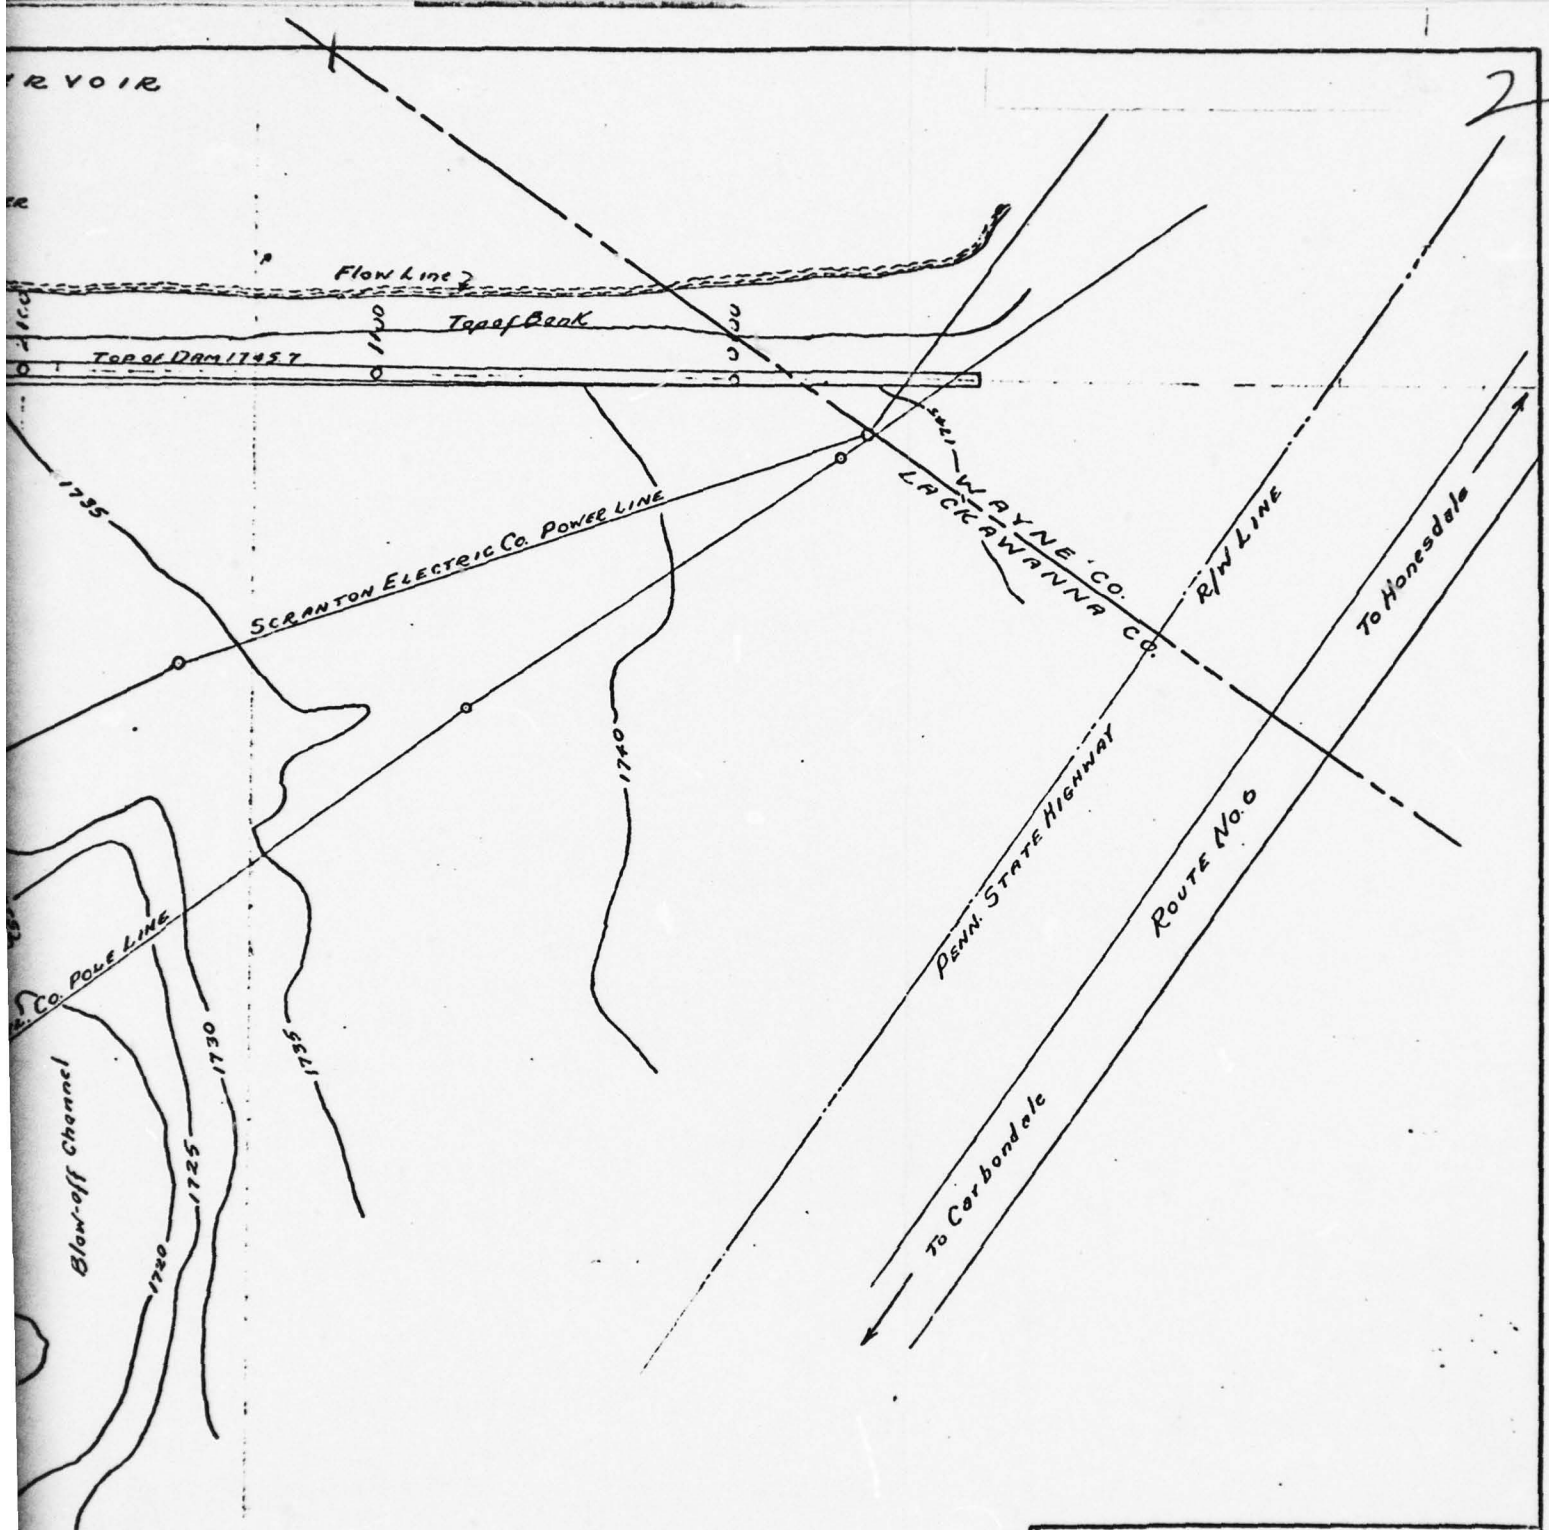 RVOIR
2
ER
Flow Line
Top of Bank
Top of DAM 1745.7
1735
1745
WAYNE CO.
LACKAWANNA CO.
R/W LINE
To Honesdale
SCRANTON ELECTRIC CO. POWER LINE
1740
PENN. STATE HIGHWAY
ROUTE No. 6
CO. POLE LINE
1730
1735
To Carbondale
Blow-off Channel
1725
1720